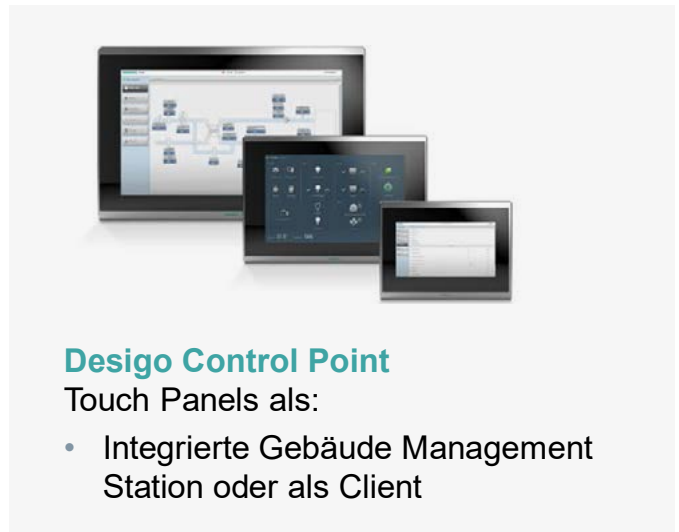 Desigo Control Point
Touch Panels als:
• Integrierte Gebäude Management
Station oder als Client